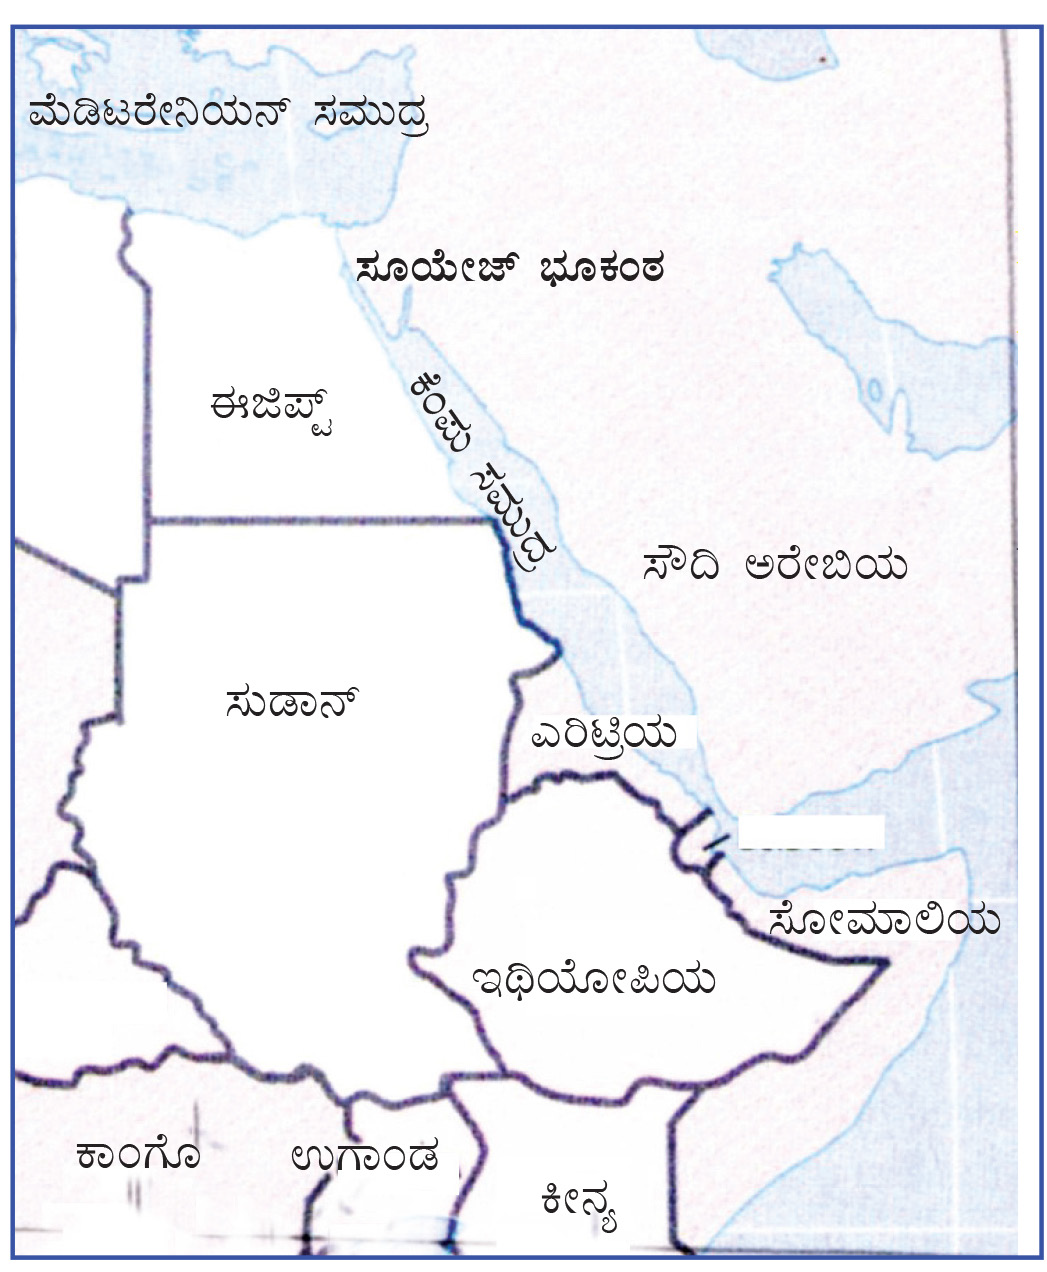 ಮೆಡಿಟರೇನಿಯನ್ ಸಮುದ್ರ
ಸೂಯೇಜ್ ಭೂಕಂಠ
ಈಜಿಪ್ಟ್
ಕೆಂಪು ಸಮುದ್ರ
ಸೌದಿ ಅರೇಬಿಯ
ಸುಡಾನ್
ಎರಿಟ್ರಿಯ
ಸೋಮಾಲಿಯ
ಇಥಿಯೋಪಿಯ
ಕಾಂಗೊ
ಉಗಾಂಡ
ಕೀನ್ಯ